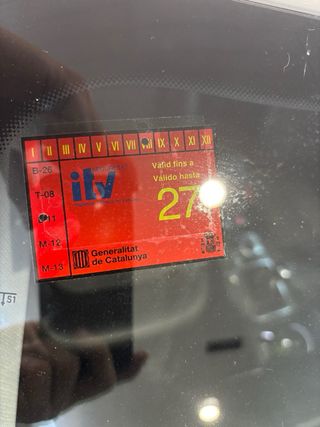 I II III IV V VI VII IX X XI XII
B-26
T-08
11
M-12
M-13
itv
Vàlid fins a
Válido hasta
27
Generalitat
de Catalunya
51